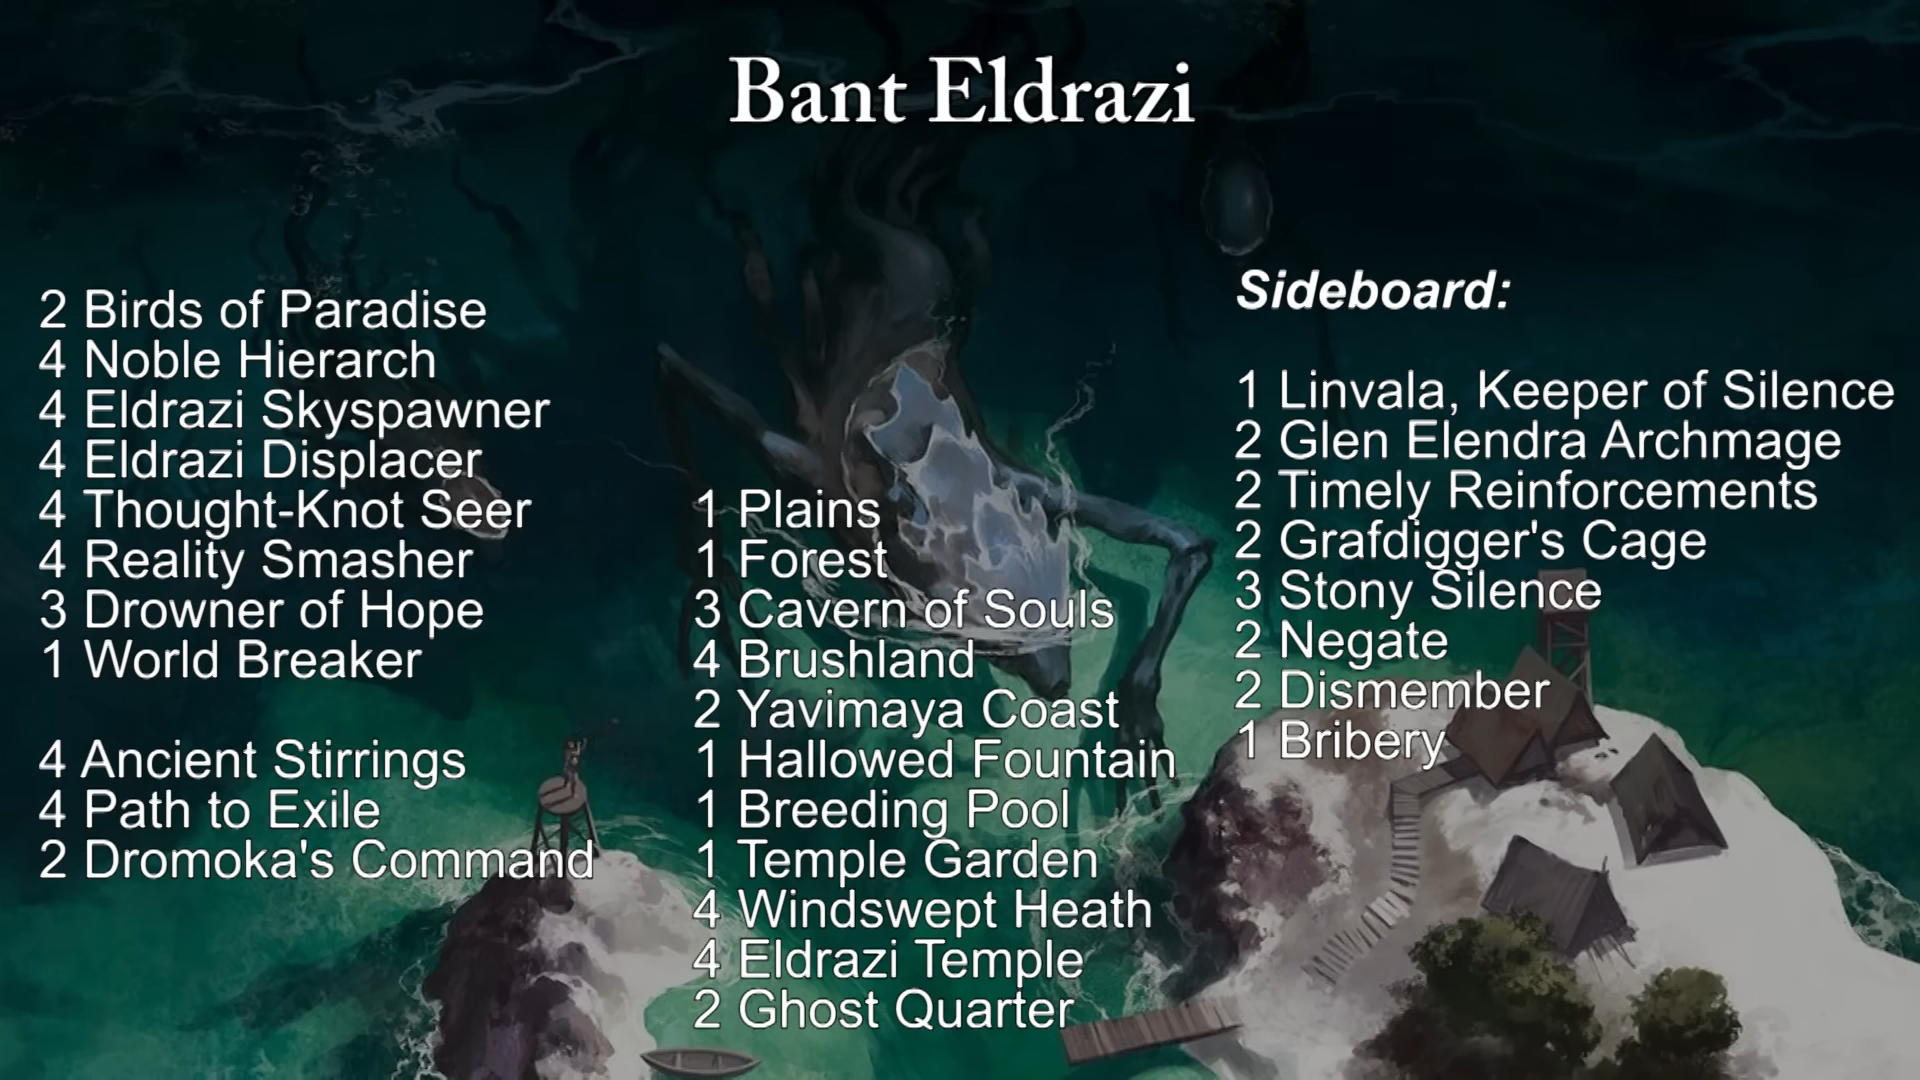 Bant Eldrazi
2 Birds of Paradise
4 Noble Hierarch
4 Eldrazi Skyspawner
4 Eldrazi Displacer
4 Thought-Knot Seer
4 Reality Smasher
3 Drowner of Hope
1 World Breaker
4 Ancient Stirrings
4 Path to Exile
2 Dromoka's Command
1 Plains
1 Forest
3 Cavern of Souls
4 Brushland
2 Yavimaya Coast
1 Hallowed Fountain
1 Breeding Pool
1 Temple Garden
4 Windswept Heath
4 Eldrazi Temple
2 Ghost Quarter
Sideboard:
1 Linvala, Keeper of Silence
2 Glen Elendra Archmage
2 Timely Reinforcements
2 Grafdigger's Cage
3 Stony Silence
2 Negate
2 Dismember
1 Bribery